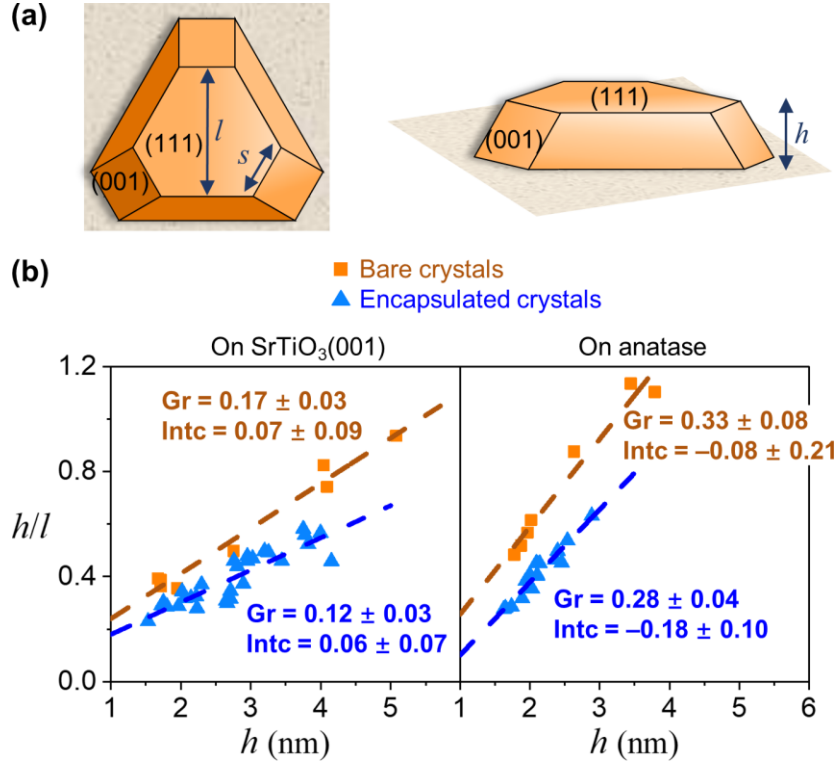 (a)
(111)
l
s
(001)
(111)
(001)
h
(b)
Bare crystals
Encapsulated crystals
On SrTiO₃(001)
On anatase
1.2
0.8
0.4
0.0
h/l
Gr = 0.17 ± 0.03
Intc = 0.07 ± 0.09
Gr = 0.12 ± 0.03
Intc = 0.06 ± 0.07
Gr = 0.33 ± 0.08
Intc = –0.08 ± 0.21
Gr = 0.28 ± 0.04
Intc = –0.18 ± 0.10
1 2 3 4 5 1 2 3 4 5 6
h (nm) h (nm)